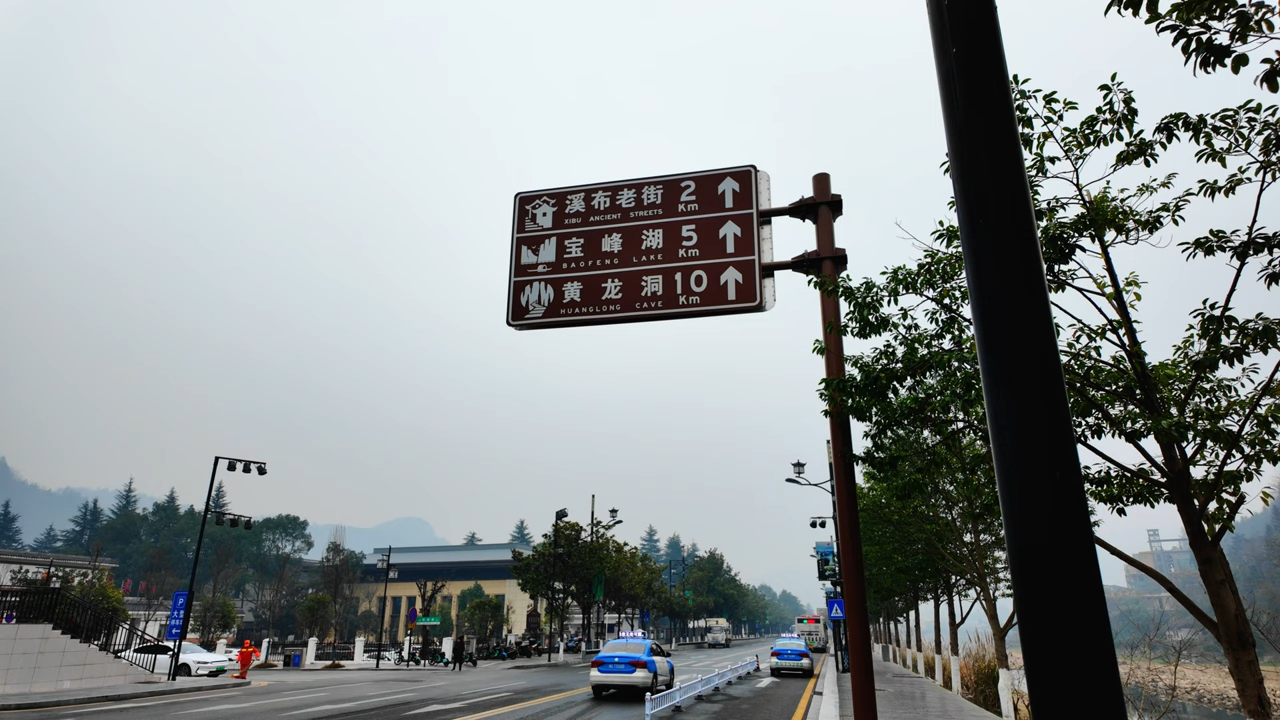 溪布老街 2
XIBU ANCIENT STREETS Km
宝峰湖 5
BAOFENG LAKE Km
黄龙洞 10
HUANGLONG CAVE Km
P